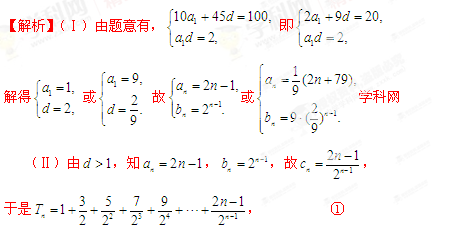 【解析】(Ⅰ)由题意有，{10a₁ + 45d = 100, a₁d = 2, 即{2a₁ + 9d = 20, a₁d = 2,
解得{a₁ = 1, d = 2, 或{a₁ = 9, d = 2/9. 故{aₙ = 2n − 1, bₙ = 2ⁿ⁻¹. 或{aₙ = 1/9(2n + 79), bₙ = 9·(2/9)ⁿ⁻¹. 学科网
(Ⅱ)由 d > 1，知 aₙ = 2n − 1，bₙ = 2ⁿ⁻¹，故 cₙ = (2n − 1)/2ⁿ⁻¹，
于是 Tₙ = 1 + 3/2 + 5/2² + 7/2³ + 9/2⁴ + ⋯ + (2n − 1)/2ⁿ⁻¹， ①